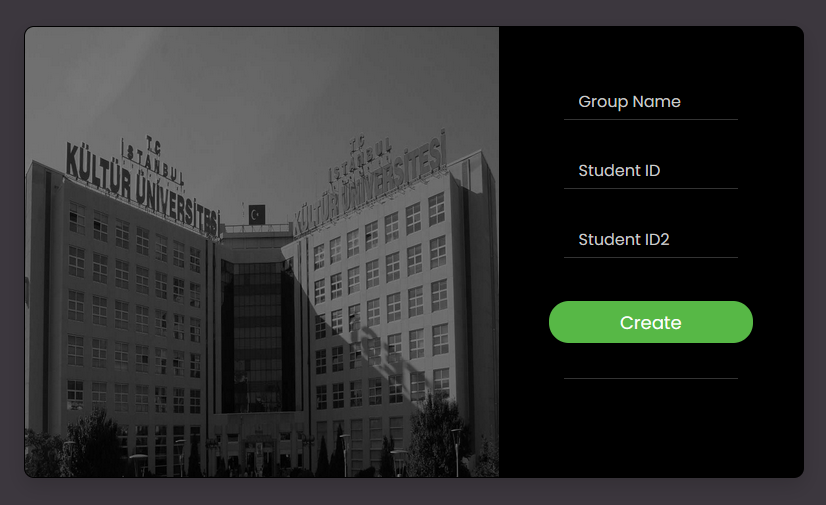 T.C.
İSTANBUL
KÜLTÜR ÜNİVERSİTESİ
T.C.
İSTANBUL
KÜLTÜR ÜNİVERSİTESİ
Group Name
Student ID
Student ID2
Create